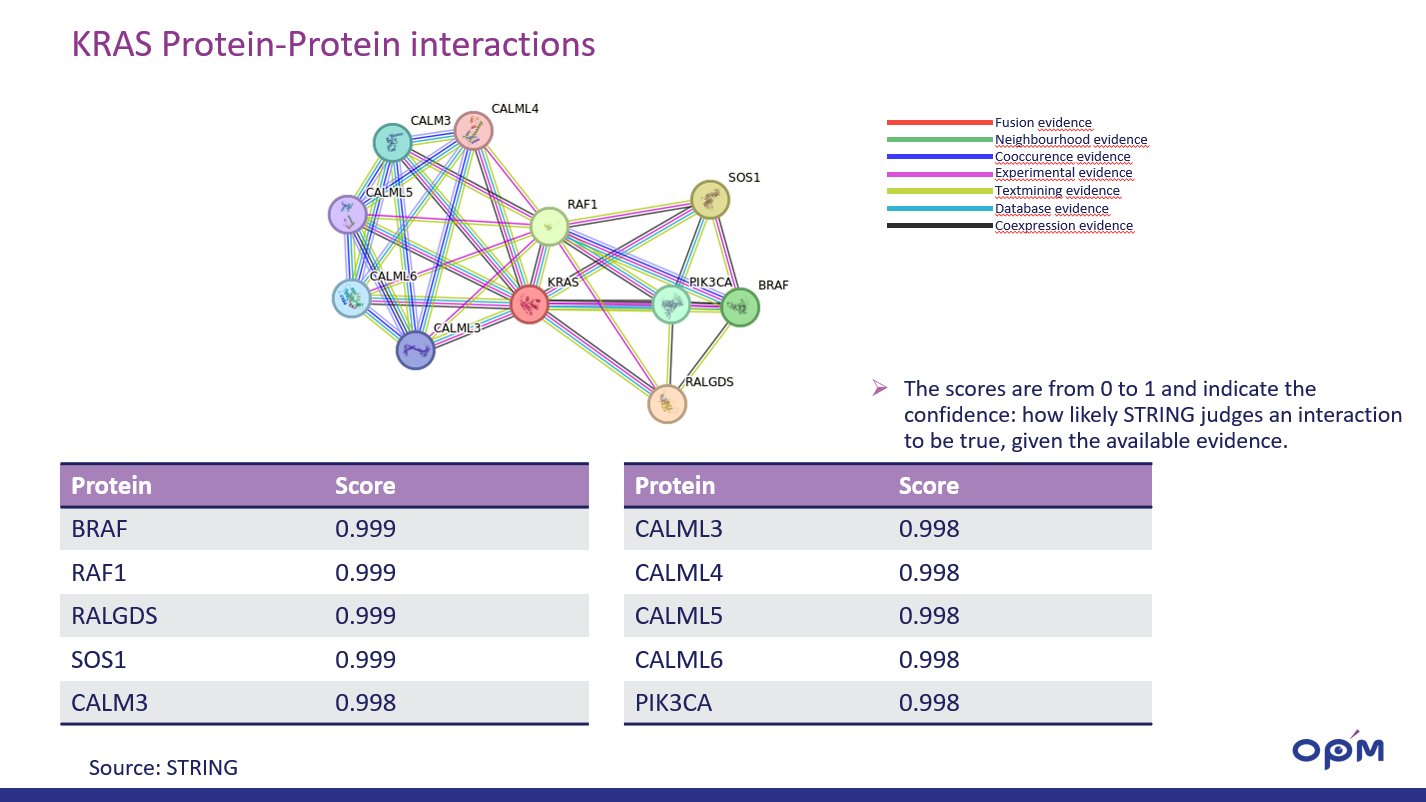 KRAS Protein-Protein interactions
CALML4
CALM3
SOS1
CALML5
RAF1
CALML6
KRAS
PIK3CA
BRAF
CALML3
RALGDS
Fusion evidence
Neighbourhood evidence
Cooccurence evidence
Experimental evidence
Textmining evidence
Database evidence
Coexpression evidence
The scores are from 0 to 1 and indicate the
confidence: how likely STRING judges an interaction
to be true, given the available evidence.
Protein Score
BRAF 0.999
RAF1 0.999
RALGDS 0.999
SOS1 0.999
CALM3 0.998
Protein Score
CALML3 0.998
CALML4 0.998
CALML5 0.998
CALML6 0.998
PIK3CA 0.998
Source: STRING
OPM